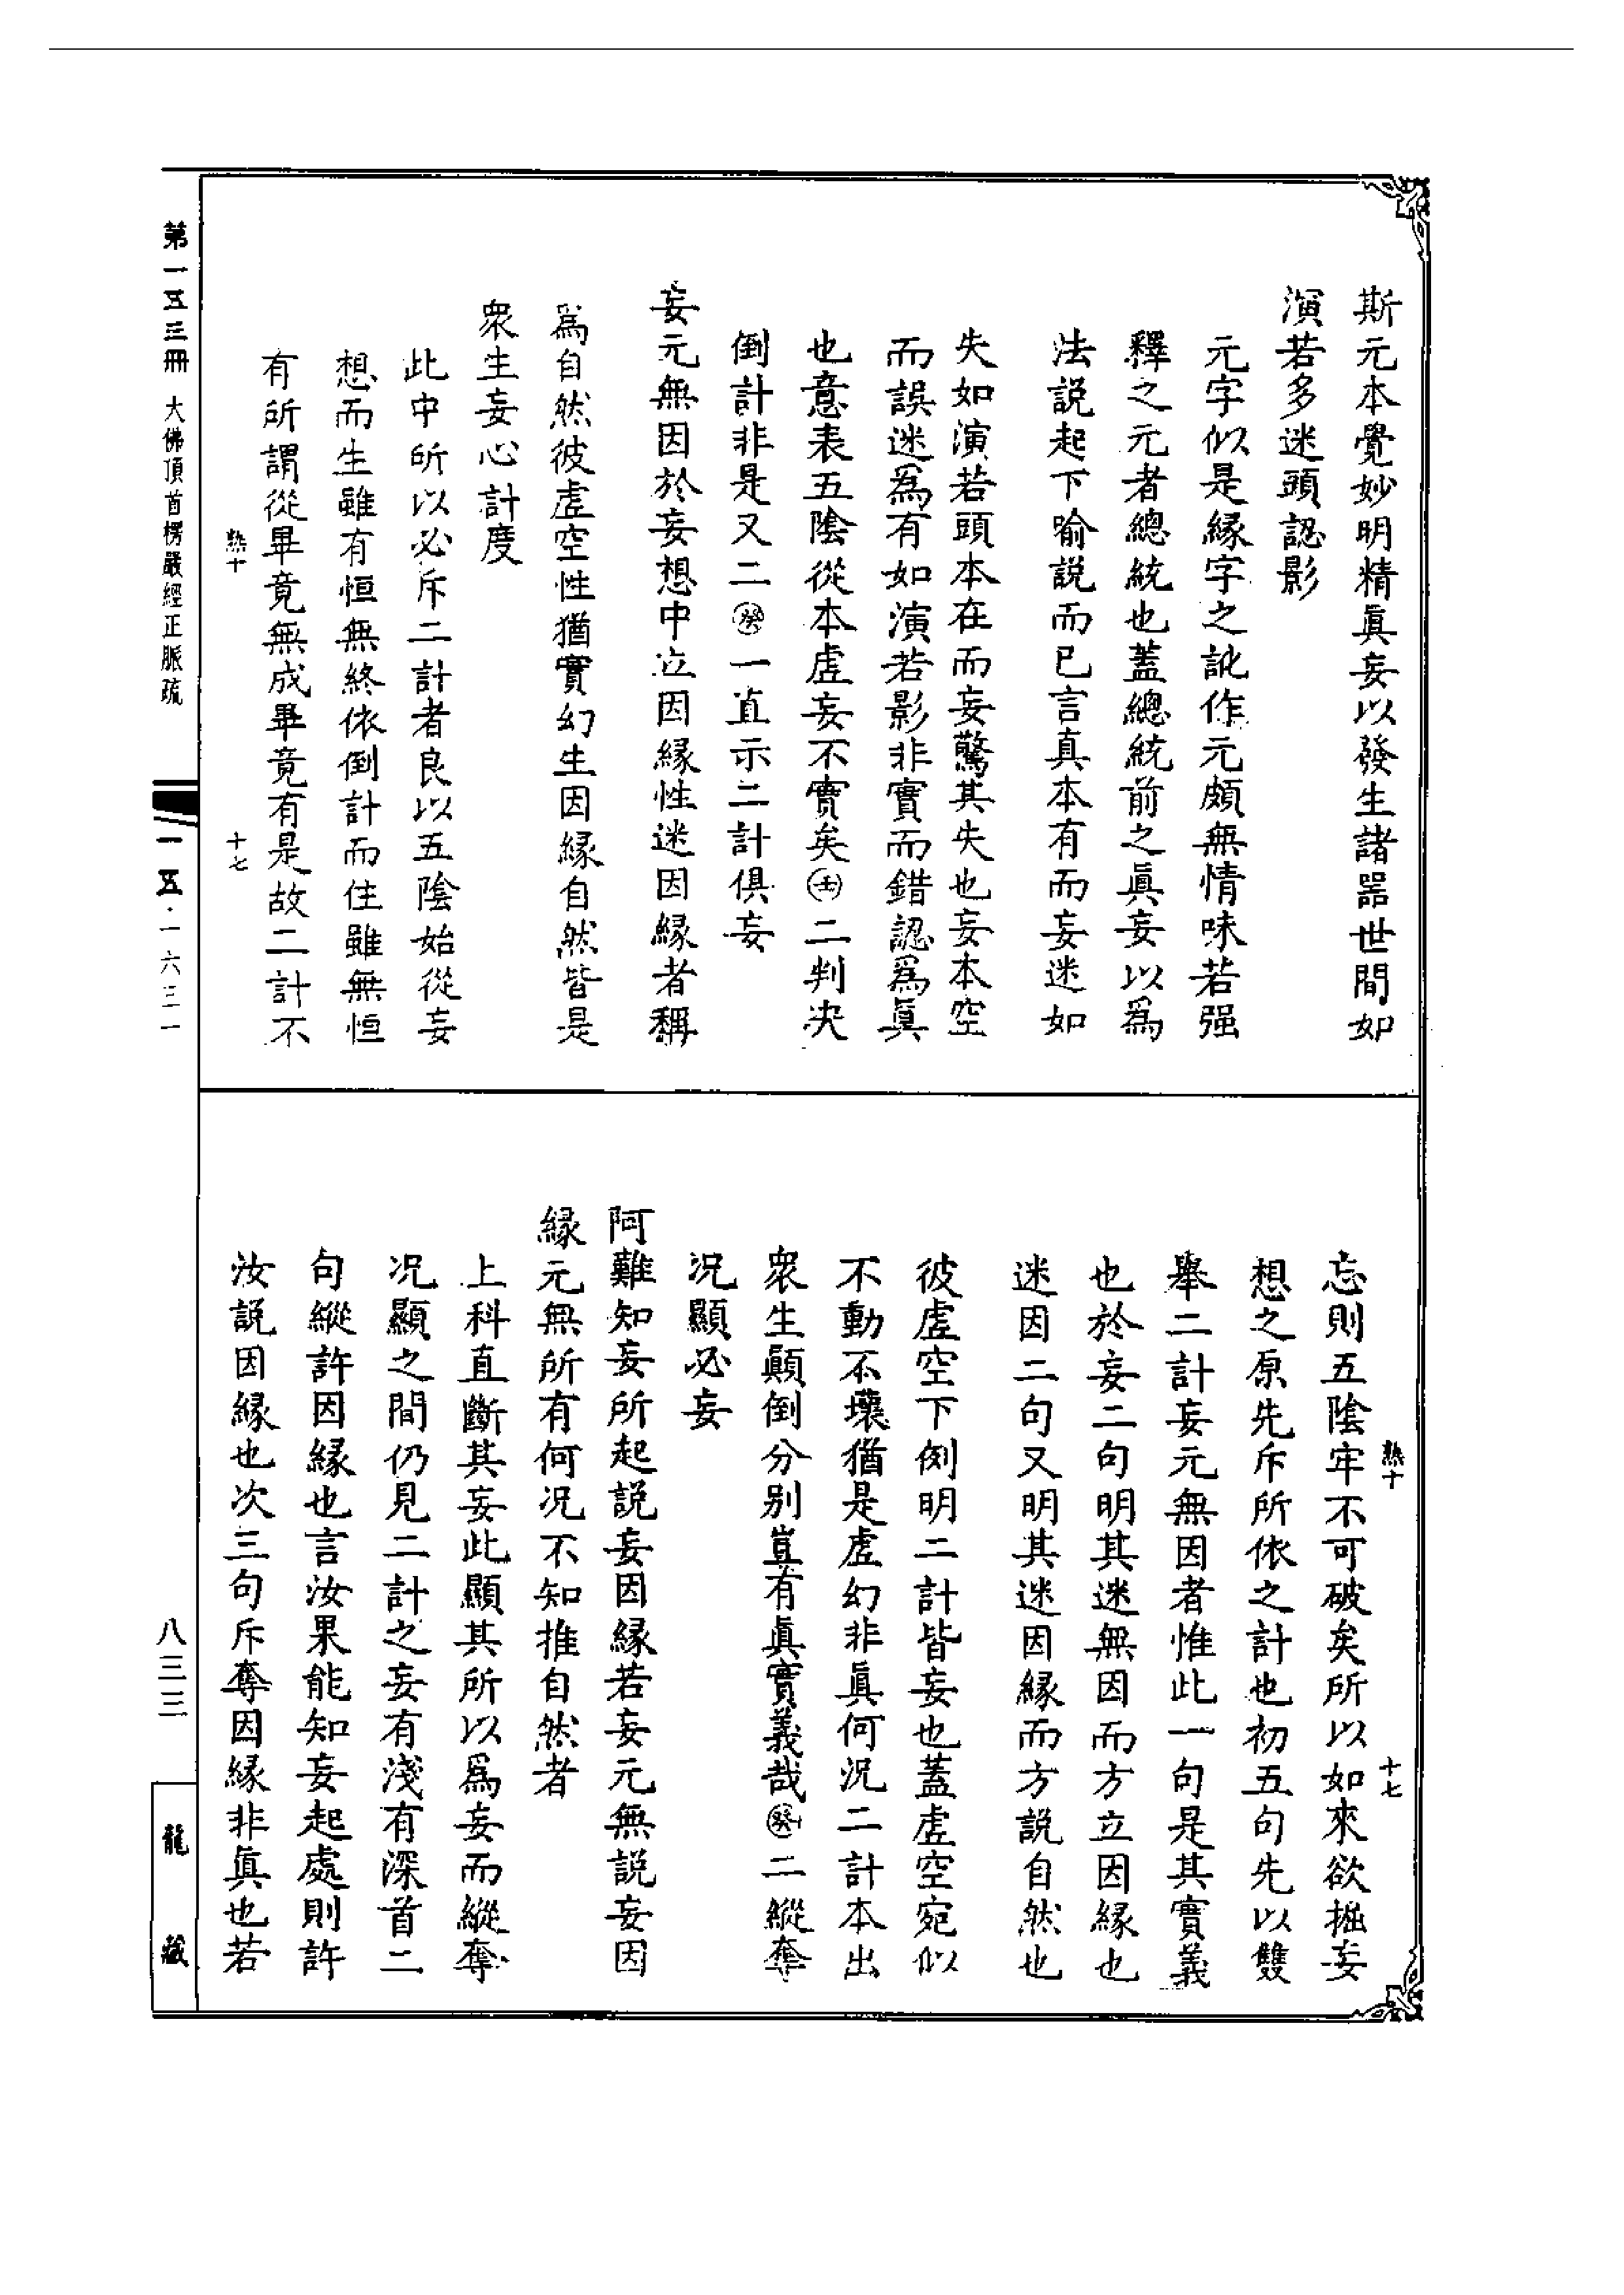 斯元本覺妙明精真妄以發生諸器世間如
演若多迷頭認影
元字似是緣字之訛作元頗無情味若强
釋之元者總統也蓋總統前之真妄以爲
法説起下喻説而已言真本有而妄迷如
失如演若頭本在而妄驚其失也妄本空
而誤迷爲有如演若影非實而錯認爲真
也意表五陰從本虛妄不實矣㊅二判决
倒計非是又二㊇一直示二計俱妄
妄元無因於妄想中立因緣性迷因緣者稱
爲自然彼虛空性猶實幻生因緣自然皆是
衆生妄心計度
此中所以必斥二計者良以五陰始從妄
想而生雖有恒無終依倒計而住雖無恒
有所謂從畢竟無成畢竟有是故二計不
熱十 十七
第一五三冊 大佛頂首楞嚴經正脈疏 一五·一六三一
熱十 十七
忘則五陰牢不可破矣所以如來欲掘妄
想之原先斥所依之計也初五句先以雙
舉二計妄元無因者惟此一句是其實義
也於妄二句明其迷無因而方立因緣也
迷因二句又明其迷因緣而方説自然也
彼虛空下例明二計皆妄也蓋虛空宛似
不動不壞猶是虛幻非真何況二計本出
衆生顛倒分别豈有真實義哉㊇二縱奪
況顯必妄
阿難知妄所起説妄因緣若妄元無説妄因
緣元無所有何況不知推自然者
上科直斷其妄此顯其所以爲妄而縱奪
況顯之間仍見二計之妄有淺有深首二
句縱許因緣也言汝果能知妄起處則許
汝説因緣也次三句斥奪因緣非真也若
八三三
龍藏